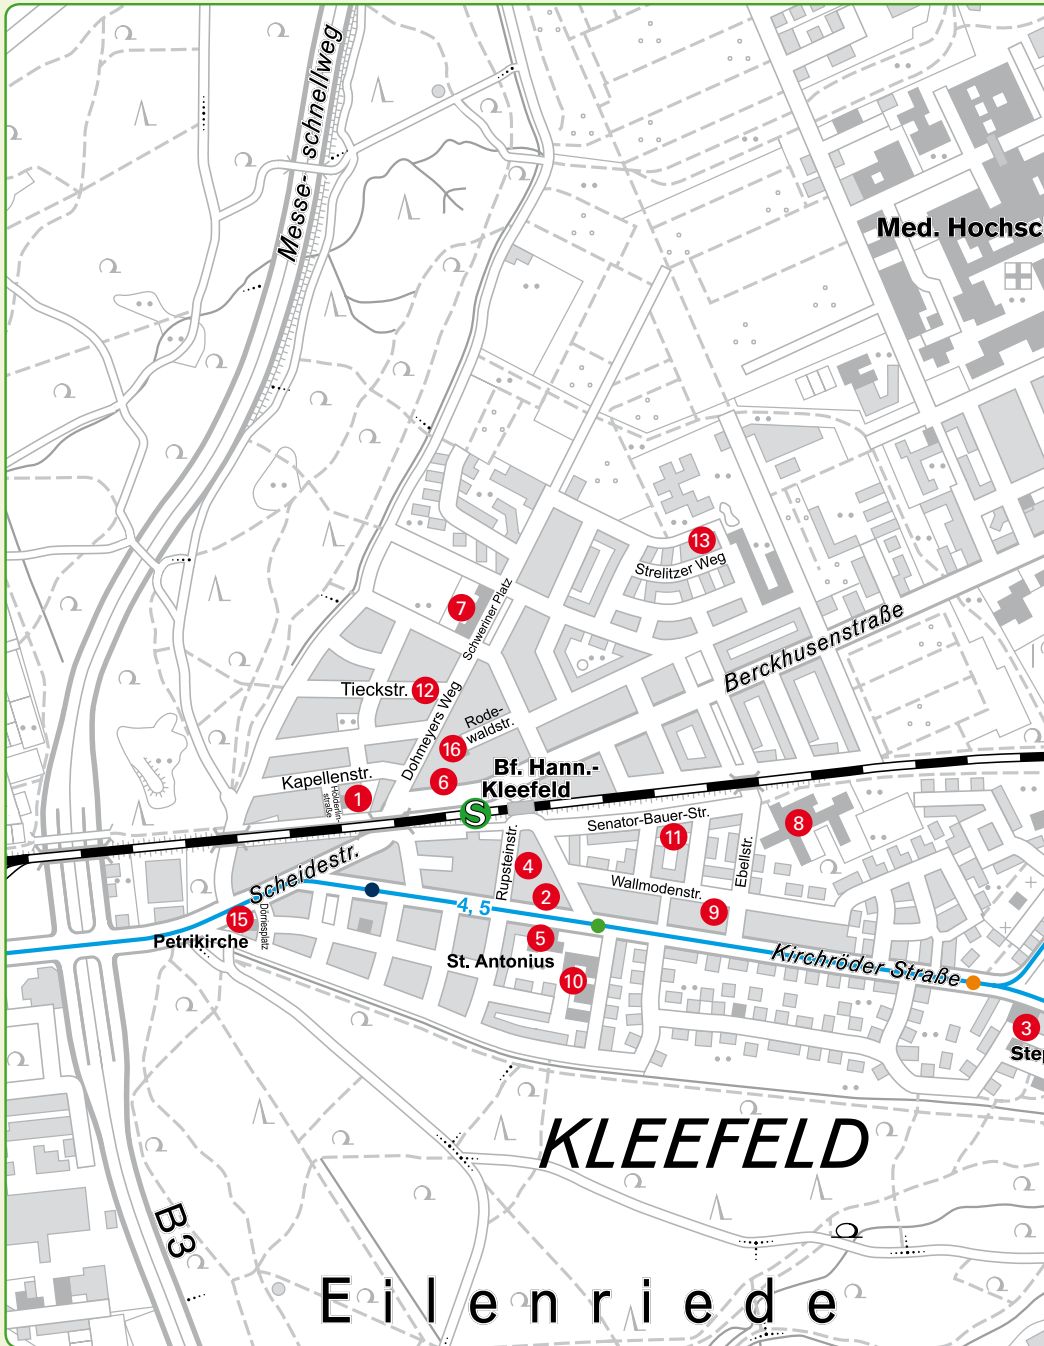 Messe- schnellweg
Med. Hochsc
13
Strelitzer Weg
7
Schweriner Platz
Berckhusenstraße
Tieckstr.
12
Dohmeyers Weg
Rode-
waldstr.
16
Bf. Hann.-
Kleefeld
Kapellenstr.
6
Hölderlin-
straße
1
S
Senator-Bauer-Str.
11
8
Ebellstr.
Rupsteinstr.
4
Scheidestr.
Wallmodenstr.
2
4, 5
9
15
Dörriesplatz
Petrikirche
5
St. Antonius
10
Kirchröder Straße
3
Step
KLEEFELD
B3
Eilenriede